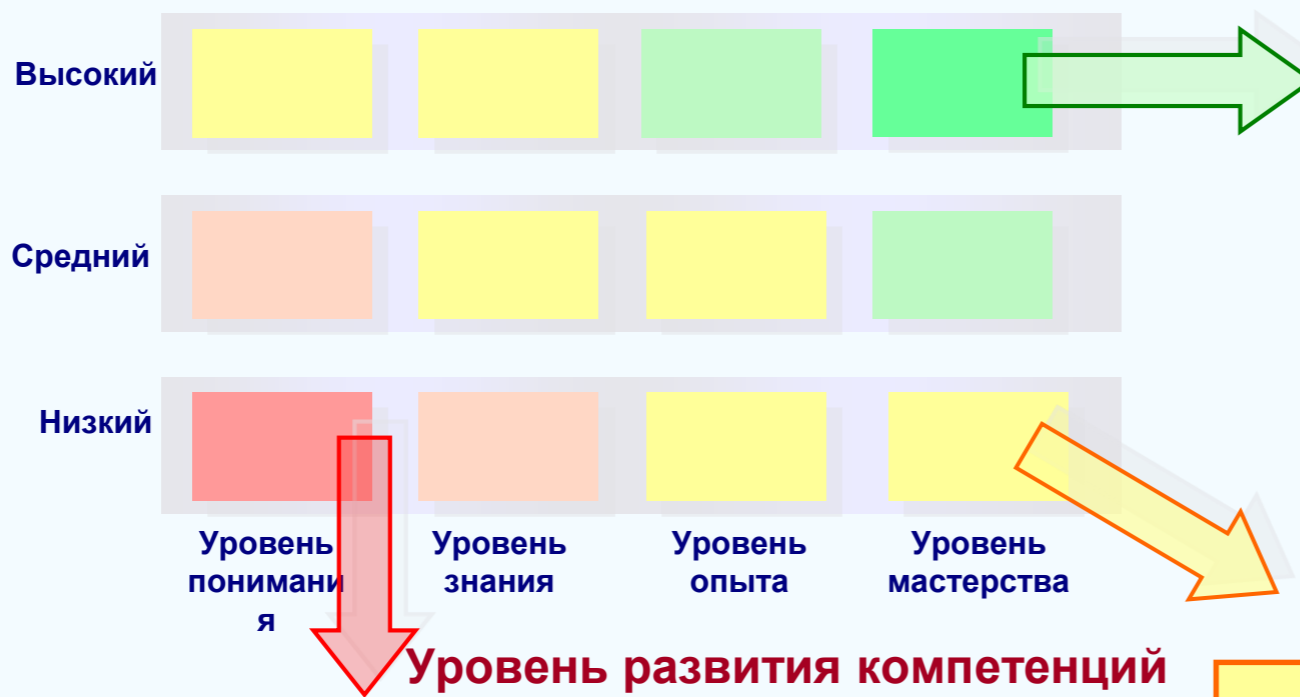 Высокий
Средний
Низкий
Уровень
понимани
я
Уровень
знания
Уровень
опыта
Уровень
мастерства
Уровень развития компетенций